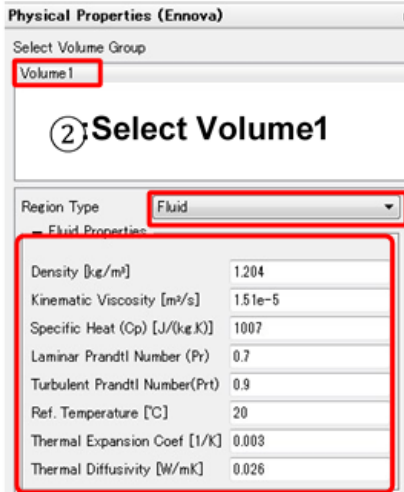 Physical Properties (Ennova)
Select Volume Group
Volume1
②:Select Volume1
Region Type Fluid
Fluid Properties
Density [kg/m³] 1.204
Kinematic Viscosity [m²/s] 1.51e-5
Specific Heat (Cp) [J/(kg.K)] 1007
Laminar Prandtl Number (Pr) 0.7
Turbulent Prandtl Number(Prt) 0.9
Ref. Temperature [℃] 20
Thermal Expansion Coef [1/K] 0.003
Thermal Diffusivity [W/mK] 0.026